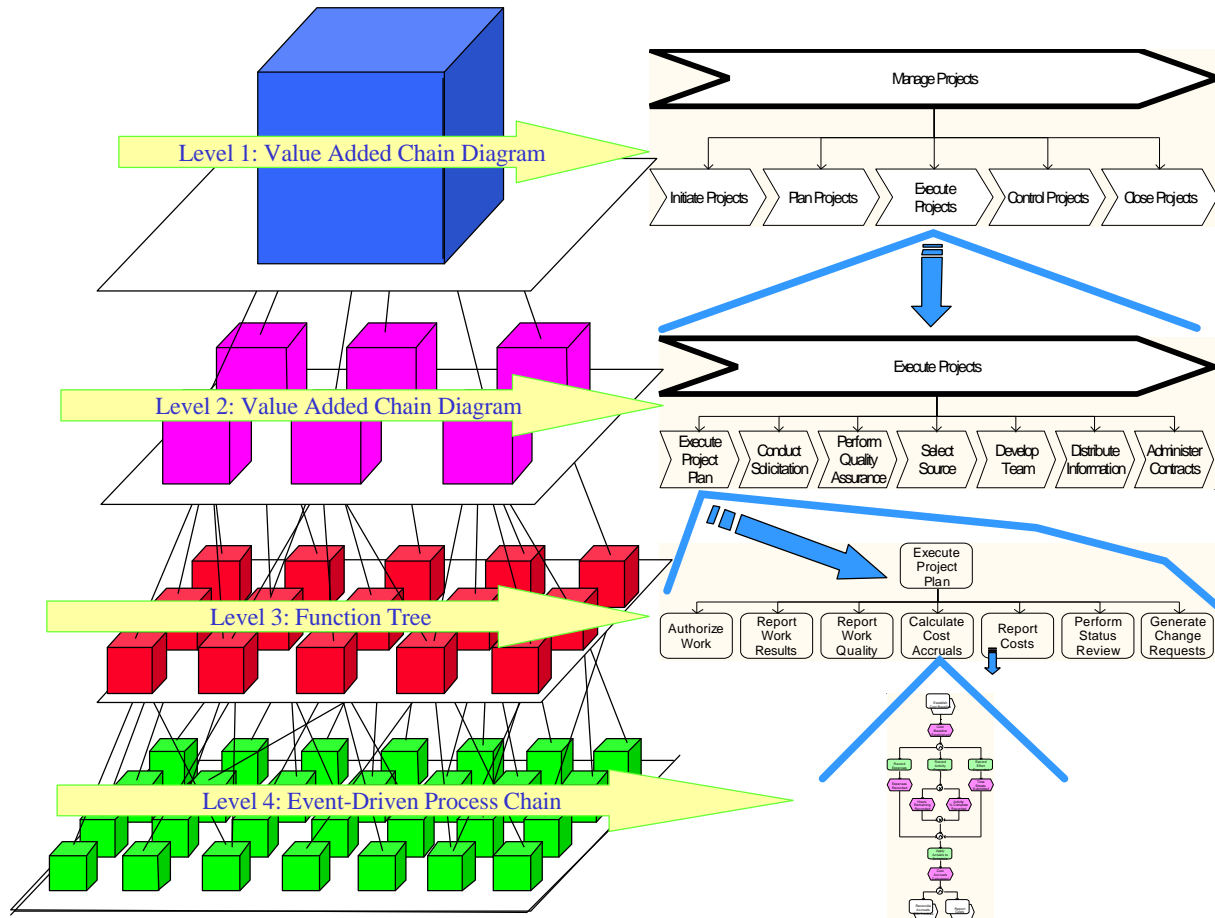 Manage Projects
Level 1: Value Added Chain Diagram
Initiate Projects
Plan Projects
Execute
Projects
Control Projects
Close Projects
Execute Projects
Level 2: Value Added Chain Diagram
Execute
Project
Plan
Conduct
Solicitation
Perform
Quality
Assurance
Select
Source
Develop
Team
Distribute
Information
Administer
Contracts
Execute
Project
Plan
Level 3: Function Tree
Authorize
Work
Report
Work
Results
Report
Work
Quality
Calculate
Cost
Accruals
Report
Costs
Perform
Status
Review
Generate
Change
Requests
Level 4: Event-Driven Process Chain